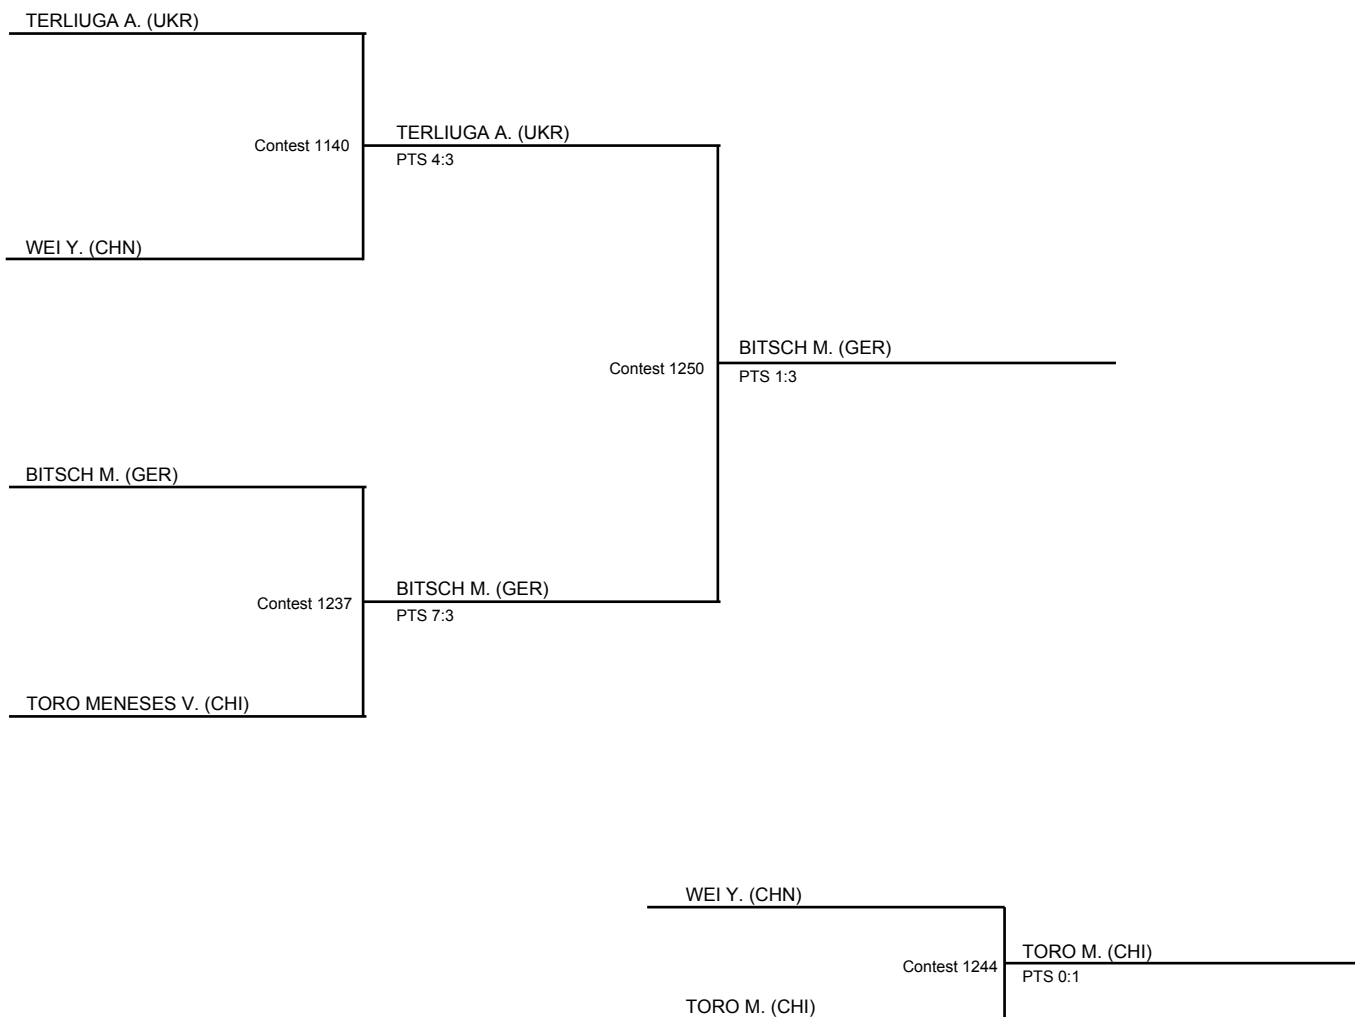 TERLIUGA A. (UKR)
Contest 1140
TERLIUGA A. (UKR)
PTS 4:3
WEI Y. (CHN)
Contest 1250
BITSCH M. (GER)
PTS 1:3
BITSCH M. (GER)
Contest 1237
BITSCH M. (GER)
PTS 7:3
TORO MENESES V. (CHI)
WEI Y. (CHN)
Contest 1244
TORO M. (CHI)
PTS 0:1
TORO M. (CHI)